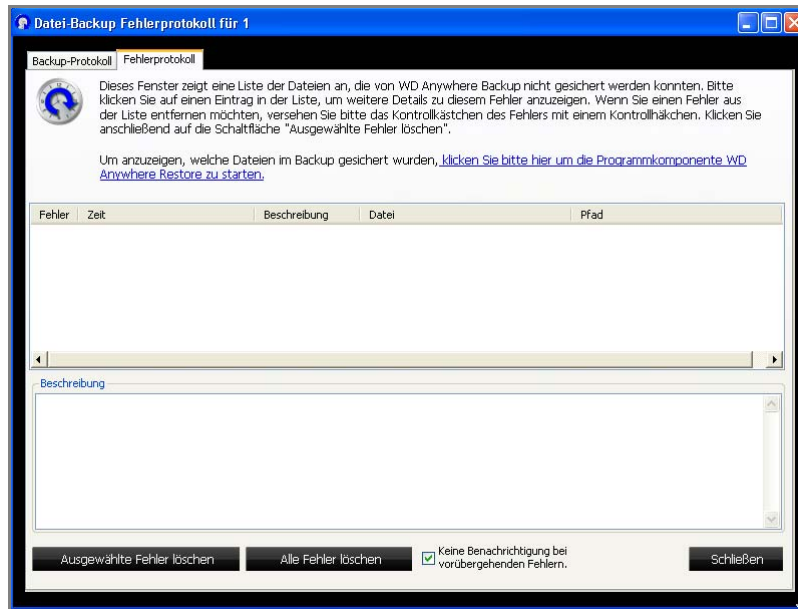 Datei-Backup Fehlerprotokoll für 1
Backup-Protokoll Fehlerprotokoll
Dieses Fenster zeigt eine Liste der Dateien an, die von WD Anywhere Backup nicht gesichert werden konnten. Bitte
klicken Sie auf einen Eintrag in der Liste, um weitere Details zu diesem Fehler anzuzeigen. Wenn Sie einen Fehler aus
der Liste entfernen möchten, versehen Sie bitte das Kontrollkästchen des Fehlers mit einem Kontrollhäkchen. Klicken Sie
anschließend auf die Schaltfläche "Ausgewählte Fehler löschen".
Um anzuzeigen, welche Dateien im Backup gesichert wurden, klicken Sie bitte hier um die Programmkomponente WD
Anywhere Restore zu starten.
Fehler Zeit Beschreibung Datei Pfad
Beschreibung
Ausgewählte Fehler löschen Alle Fehler löschen Keine Benachrichtigung bei
vorübergehenden Fehlern. Schließen